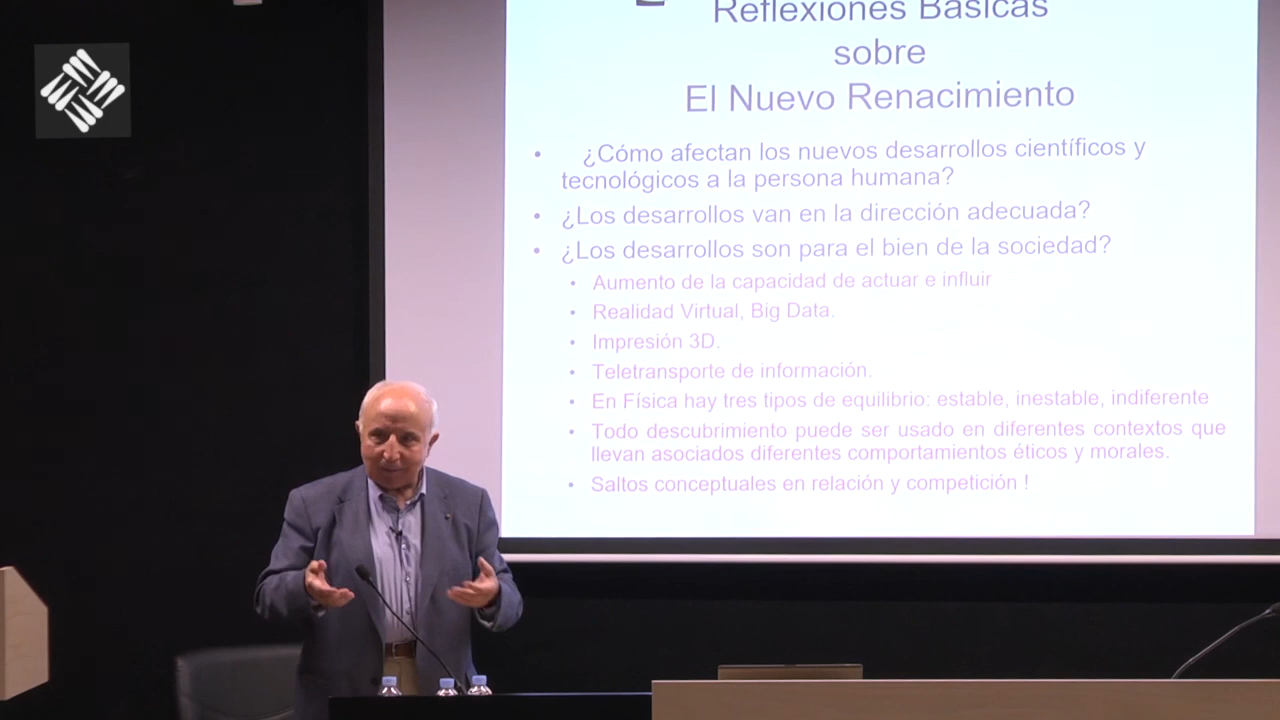 Reflexiones Básicas
sobre
El Nuevo Renacimiento
• ¿Cómo afectan los nuevos desarrollos científicos y
tecnológicos a la persona humana?
• ¿Los desarrollos van en la dirección adecuada?
• ¿Los desarrollos son para el bien de la sociedad?
• Aumento de la capacidad de actuar e influir
• Realidad Virtual, Big Data.
• Impresión 3D.
• Teletransporte de información.
• En Física hay tres tipos de equilibrio: estable, inestable, indiferente
• Todo descubrimiento puede ser usado en diferentes contextos que
llevan asociados diferentes comportamientos éticos y morales.
• Saltos conceptuales en relación y competición !